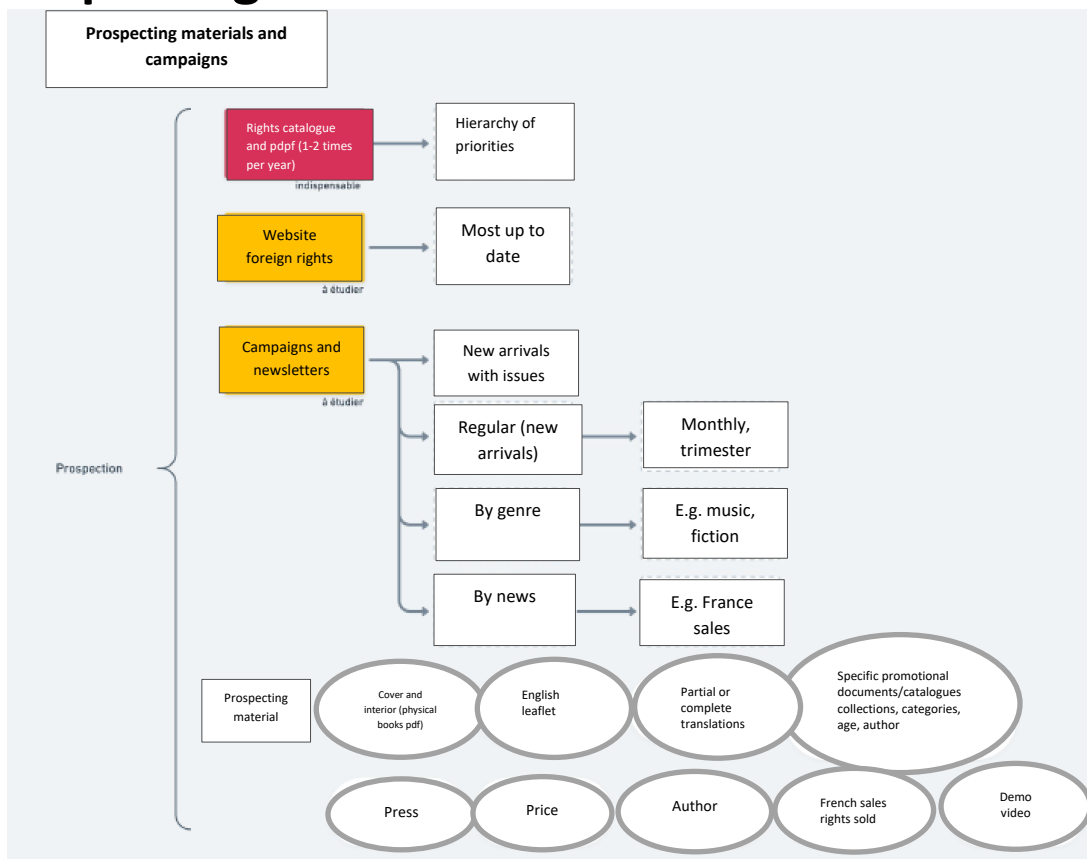 Prospecting materials and
campaigns
Rights catalogue
and pdpf (1-2 times
per year)
indispensable
Hierarchy of
priorities
Website
foreign rights
à étudier
Most up to
date
Campaigns and
newsletters
à étudier
New arrivals
with issues
Regular (new
arrivals)
Monthly,
trimester
Prospection
By genre
E.g. music,
fiction
By news
E.g. France
sales
Prospecting
material
Cover and
interior (physical
books pdf)
English
leaflet
Partial or
complete
translations
Specific promotional
documents/catalogues
collections, categories,
age, author
Press
Price
Author
French sales
rights sold
Demo
video